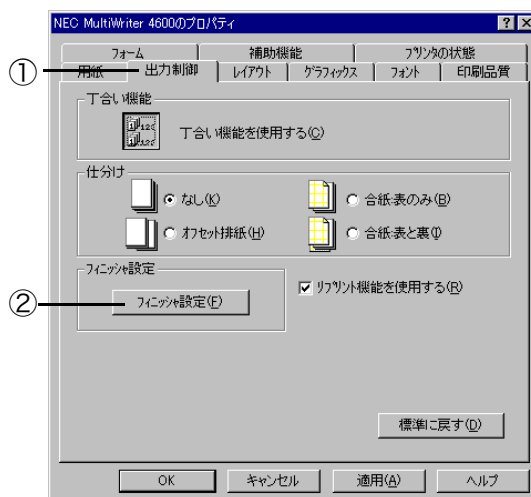 NEC MultiWriter 4600のプロパティ
フォーム 補助機能 プリンタの状態
① 用紙 出力制御 レイアウト グラフィックス フォント 印刷品質
丁合い機能
丁合い機能を使用する(C)
仕分け
なし(K) 合紙:表のみ(B)
オフセット排紙(H) 合紙:表と裏(I)
フィニッシャ設定
② フィニッシャ設定(F) リプリント機能を使用する(R)
標準に戻す(D)
OK キャンセル 適用(A) ヘルプ